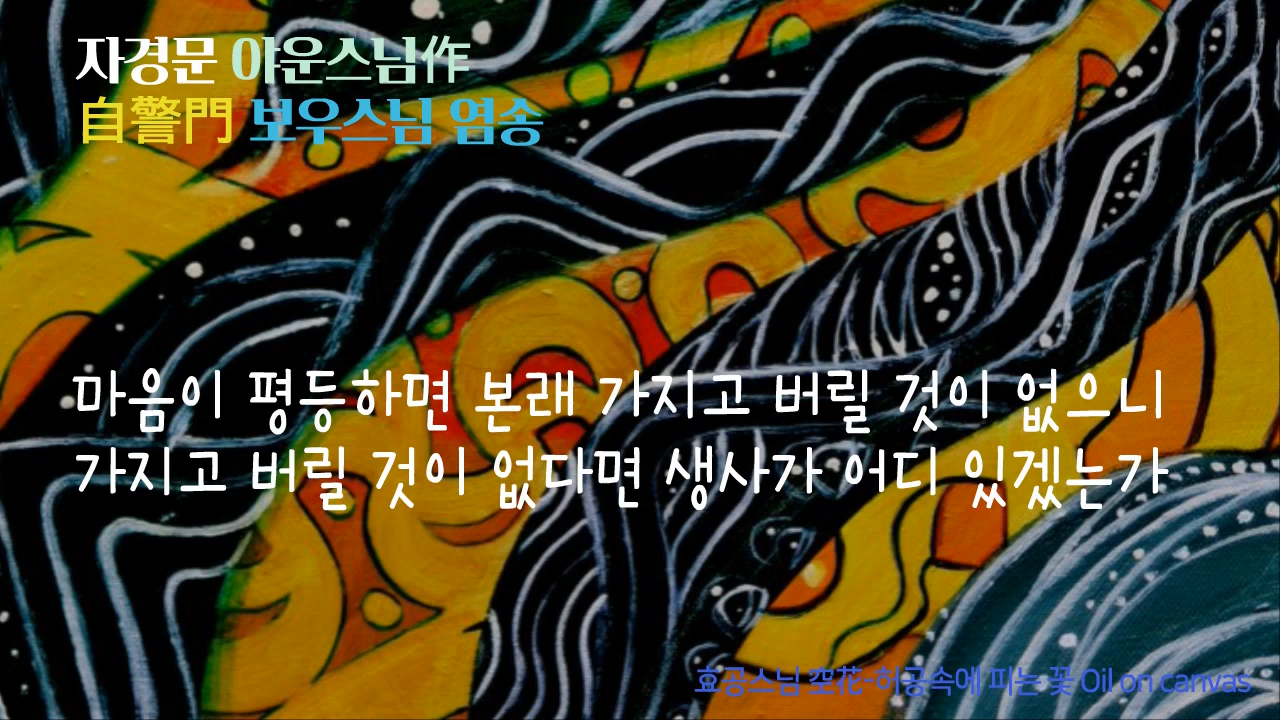 자경문 야운스님作
自警門 보우스님 염송
마음이 평등하면 본래 가지고 버릴 것이 없으니
가지고 버릴 것이 없다면 생사가 어디 있겠는가
효공스님 空花-허공속에 피는 꽃 Oil on canvas